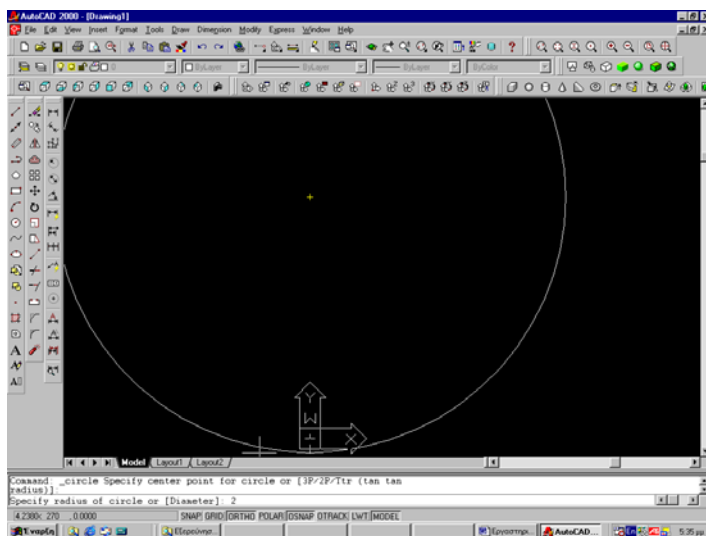 AutoCAD 2000 - [Drawing1]
File Edit View Insert Format Tools Draw Dimension Modify Express Window Help
0 ByLayer ByLayer ByLayer ByColor
Y
W
X
Model Layout1 Layout2
Command: _circle Specify center point for circle or [3P/2P/Ttr (tan tan
radius)]:
Specify radius of circle or [Diameter]: 2
4.2380< 270 , 0.0000 SNAP GRID ORTHO POLAR OSNAP OTRACK LWT MODEL
Έναρξη AutoCAD... En 5:35 μμ